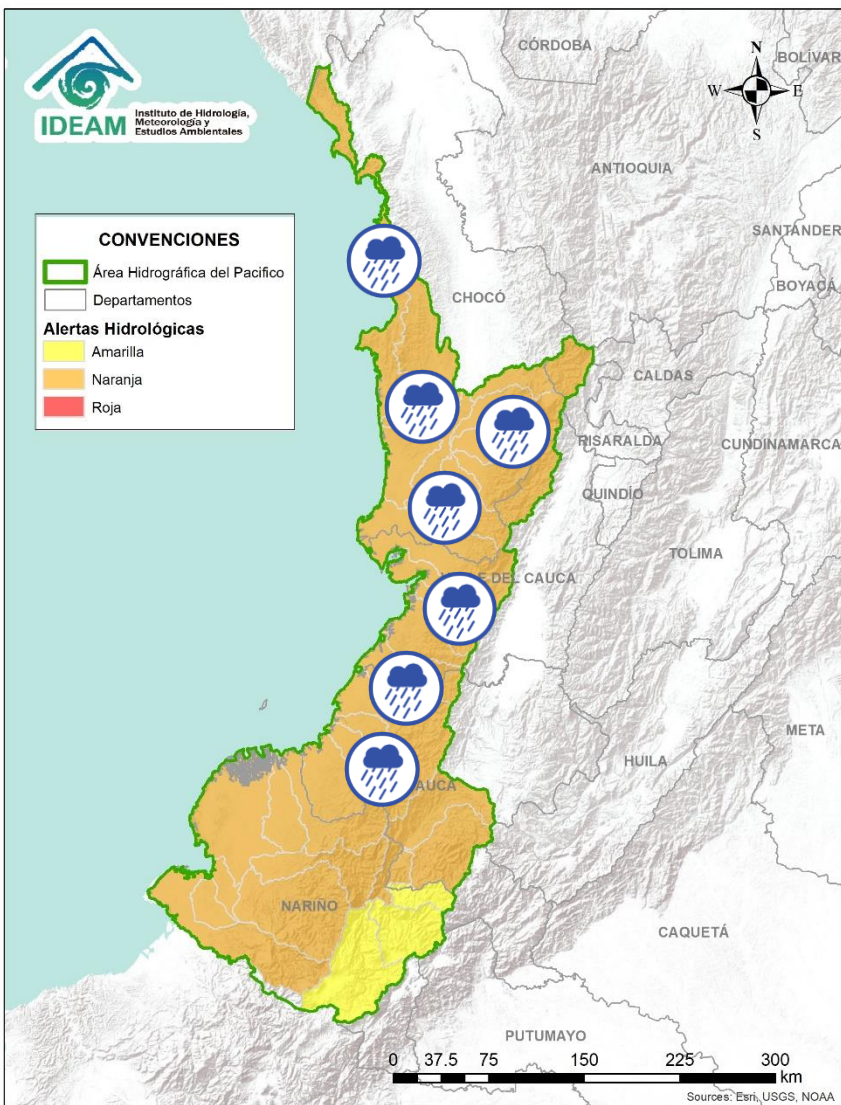 IDEAM
Instituto de Hidrología,
Meteorología y
Estudios Ambientales
CONVENCIONES
Área Hidrográfica del Pacifico
Departamentos
Alertas Hidrológicas
Amarilla
Naranja
Roja
N
W
E
S
CÓRDOBA
BOLÍVAR
ANTIOQUIA
SANTANDER
BOYACÁ
CHOCÓ
CALDAS
RISARALDA
CUNDINAMARCA
QUINDÍO
TOLIMA
E DEL CAUCA
META
HUILA
AUCA
NARIÑO
CAQUETÁ
PUTUMAYO
0 37.5 75 150 225 300
km
Sources: Esri, USGS, NOAA